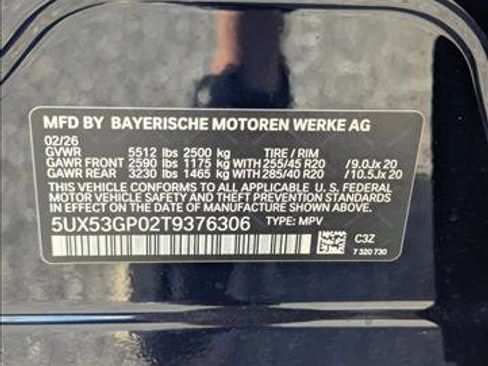 MFD BY BAYERISCHE MOTOREN WERKE AG
02/26
GVWR 5512 lbs 2500 kg TIRE / RIM
GAWR FRONT 2590 lbs 1175 kg WITH 255/45 R20 /9.0Jx 20
GAWR REAR 3230 lbs 1465 kg WITH 285/40 R20 /10.5Jx 20
THIS VEHICLE CONFORMS TO ALL APPLICABLE U. S. FEDERAL
MOTOR VEHICLE SAFETY AND THEFT PREVENTION
STANDARDS IN EFFECT ON THE DATE OF MANUFACTURE SHOWN ABOVE.
5UX53GP02T9376306 TYPE: MPV
C3Z
7 320 730